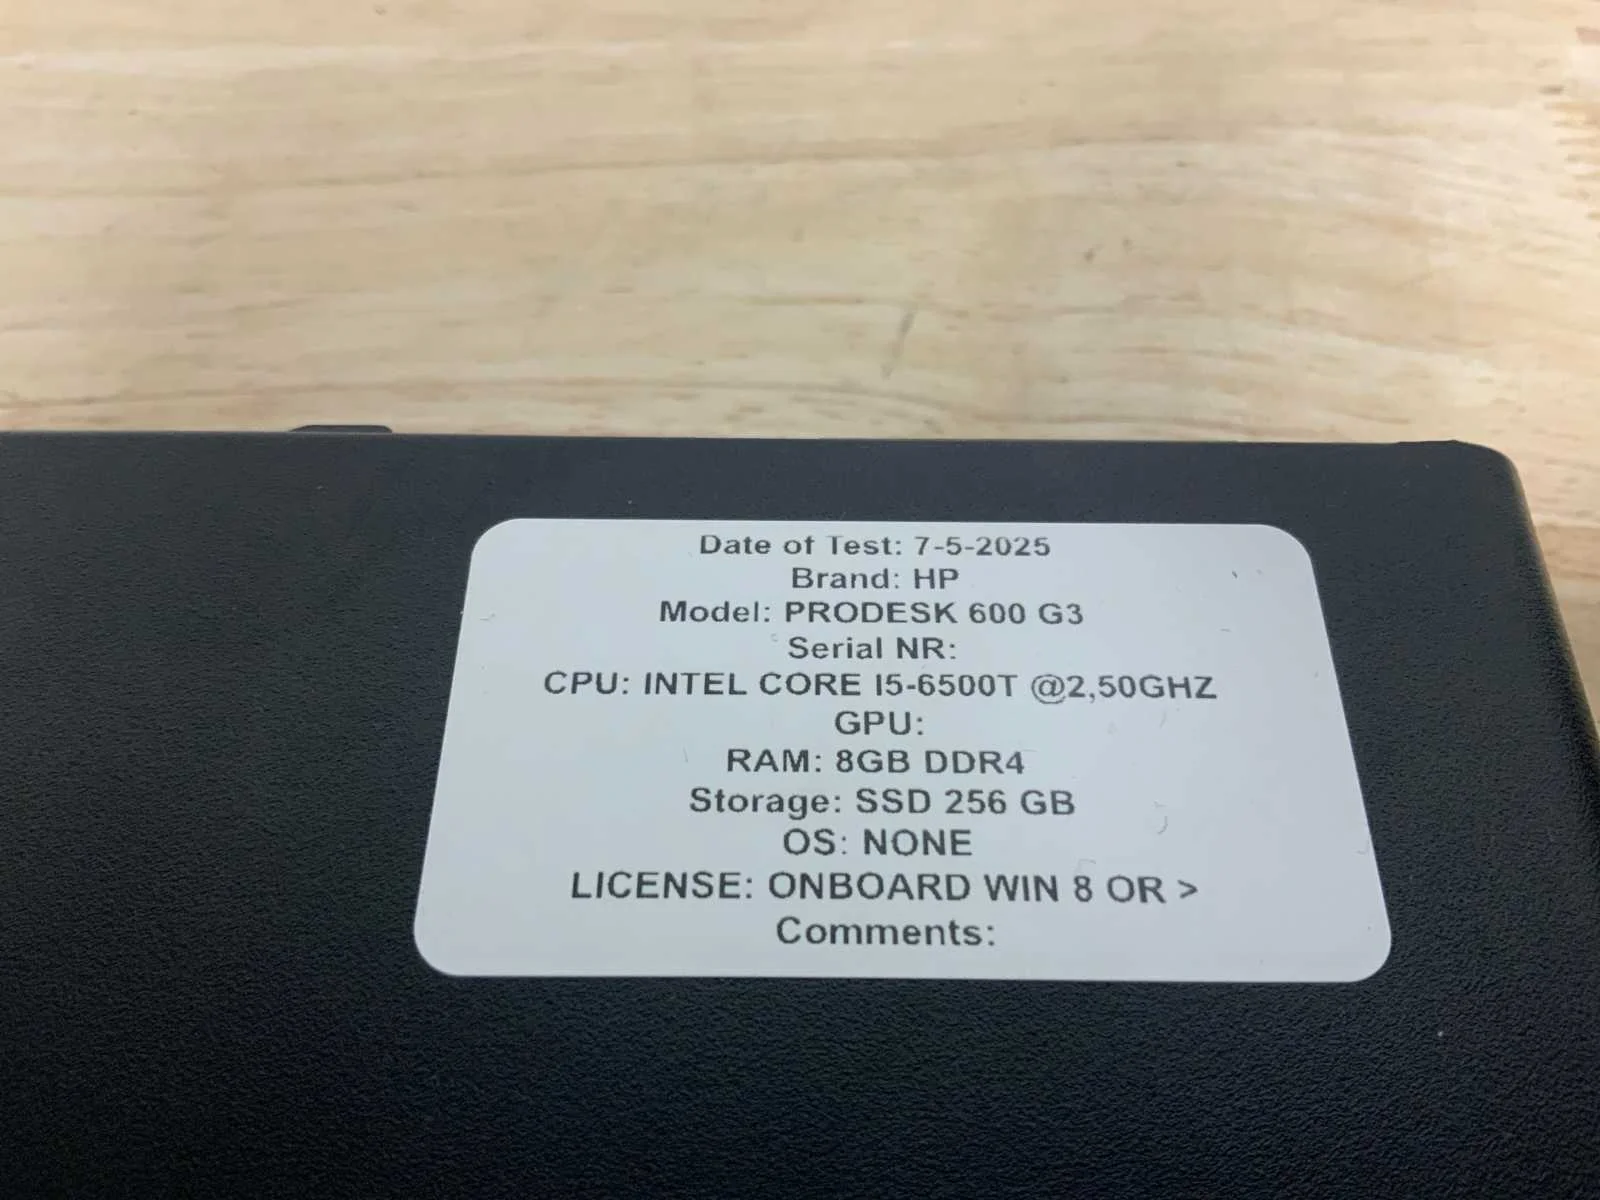 Date of Test: 7-5-2025
Brand: HP
Model: PRODESK 600 G3
Serial NR:
CPU: INTEL CORE I5-6500T @2,50GHZ
GPU:
RAM: 8GB DDR4
Storage: SSD 256 GB
OS: NONE
LICENSE: ONBOARD WIN 8 OR >
Comments: